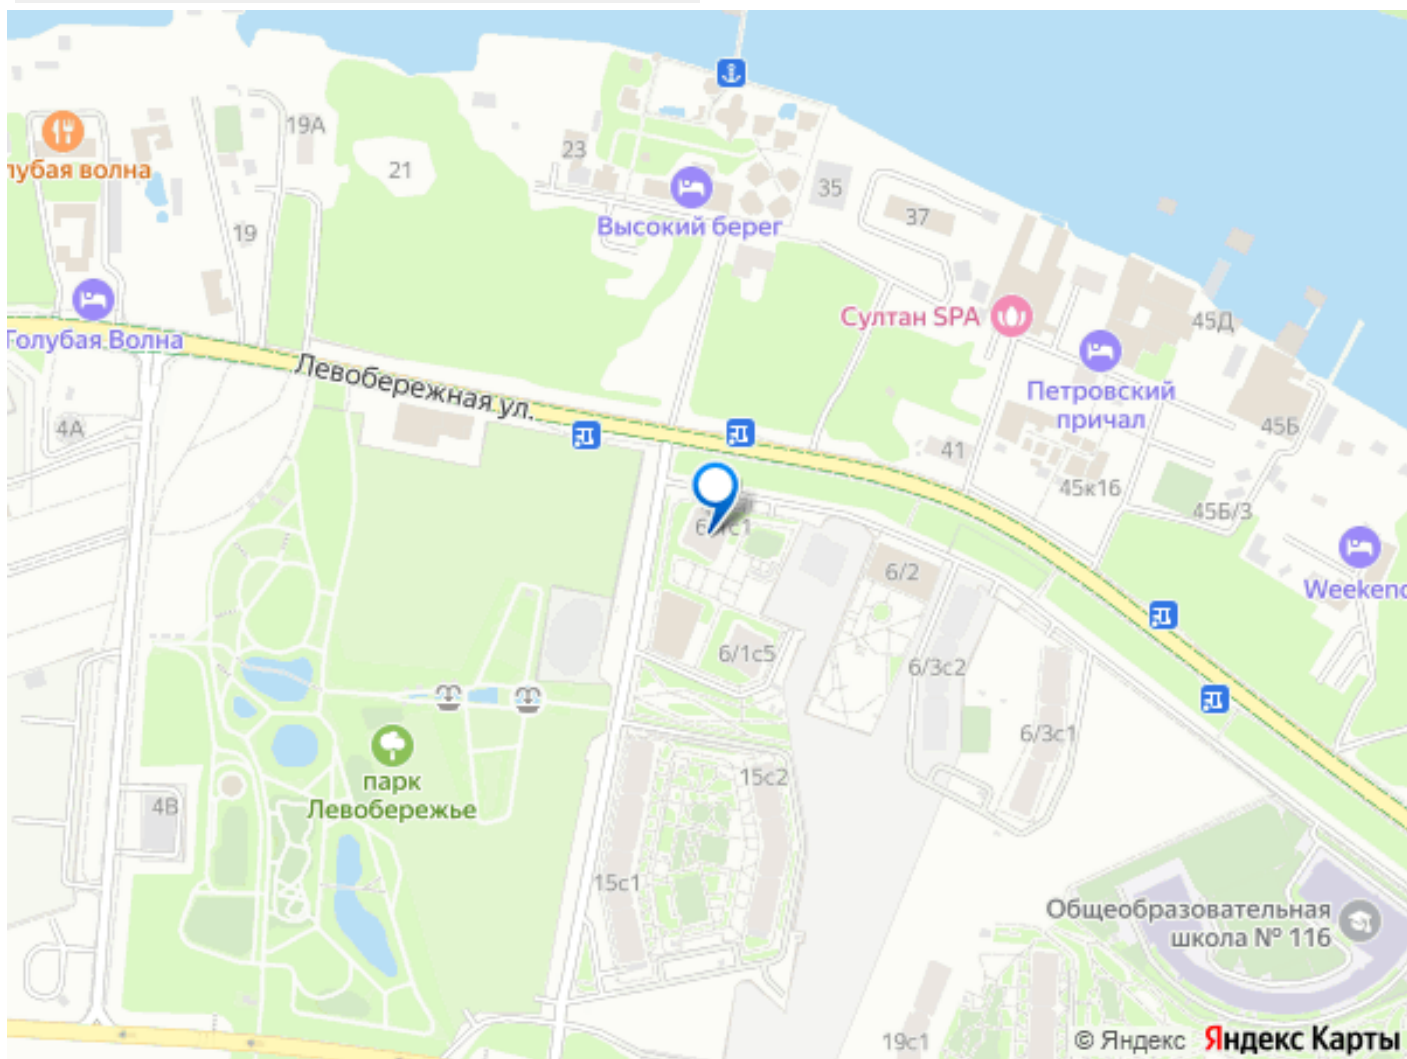 19А
21
23
лубая волна
19
35
37
Высокий берег
Султан SPA
45Д
Голубая Волна
Левобережная ул.
Петровский
причал
4А
41
45Б
45к16
45Б/3
6/1с1
6/2
Weekend
6/1с5
6/3с2
6/3с1
парк
Левобережье
4В
15с2
15с1
Общеобразовательная
школа № 116
19с1
© Яндекс Яндекс Карты